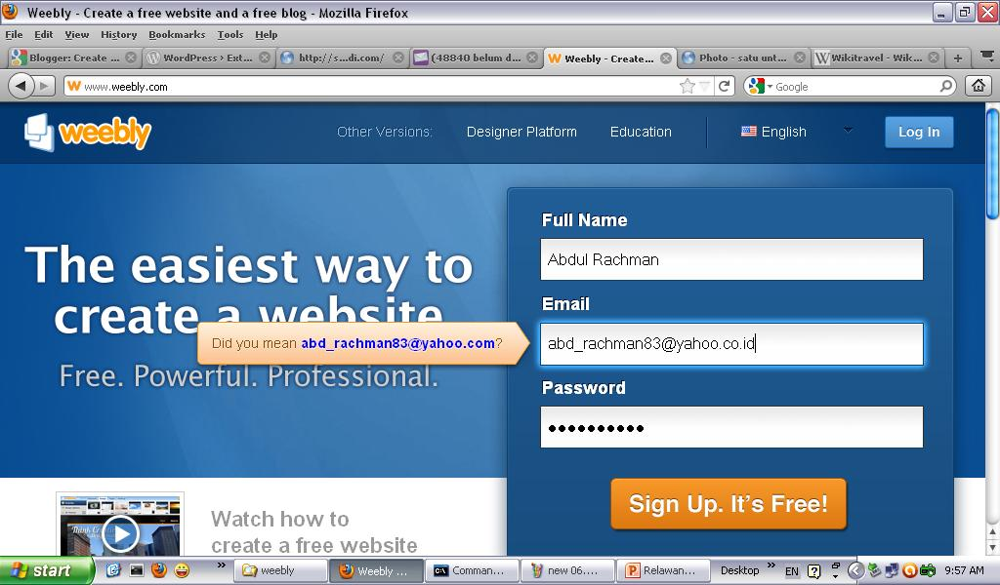 Weebly - Create a free website and a free blog - Mozilla Firefox
File Edit View History Bookmarks Tools Help
Blogger: Create ... WordPress › Ext... http://s...di.com/ (48840 belum d... Weebly - Create... Photo - satu unt... Wikitravel - Wik...
www.weebly.com Google
weebly Other Versions: Designer Platform Education English Log In
The easiest way to
create a website
Free. Powerful. Professional.
Full Name
Abdul Rachman
Email
Did you mean abd_rachman83@yahoo.com?
abd_rachman83@yahoo.co.id
Password
Sign Up. It's Free!
Watch how to
create a free website
start weebly Weebly ... Comman... new 06.... Relawan... Desktop EN 9:57 AM